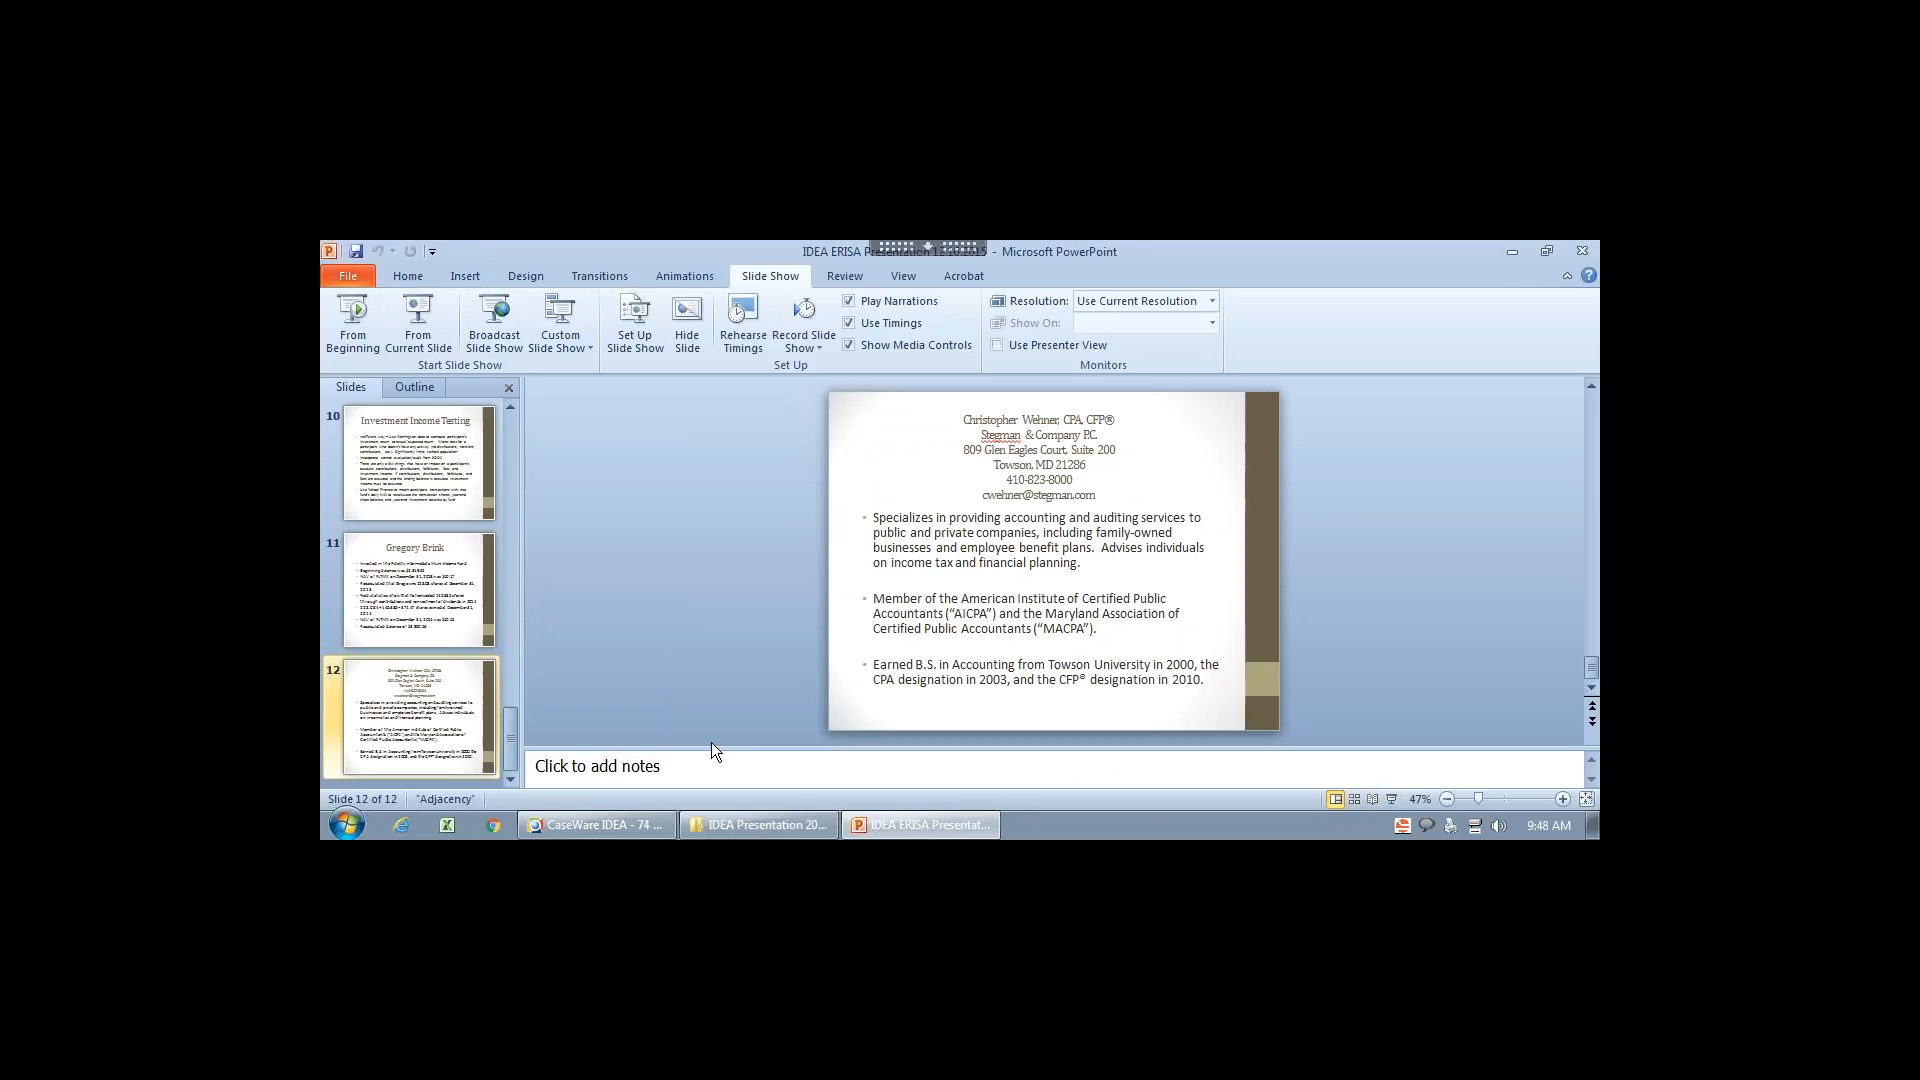 IDEA ERISA Presentation 12.10.2015 - Microsoft PowerPoint
File Home Insert Design Transitions Animations Slide Show Review View Acrobat
From Beginning
From Current Slide
Broadcast Slide Show
Custom Slide Show
Set Up Slide Show
Hide Slide
Rehearse Timings
Record Slide Show
Play Narrations
Use Timings
Show Media Controls
Resolution: Use Current Resolution
Show On:
Use Presenter View
Start Slide Show
Set Up
Monitors
Slides Outline
10
Investment Income Testing
11
Gregory Brink
12
Christopher Wehner, CPA, CFP®
Stegman & Company P.C.
809 Glen Eagles Court, Suite 200
Towson, MD 21286
410-823-8000
cwehner@stegman.com
• Specializes in providing accounting and auditing services to
public and private companies, including family-owned
businesses and employee benefit plans. Advises individuals
on income tax and financial planning.
• Member of the American Institute of Certified Public
Accountants (“AICPA”) and the Maryland Association of
Certified Public Accountants (“MACPA”).
• Earned B.S. in Accounting from Towson University in 2000, the
CPA designation in 2003, and the CFP® designation in 2010.
Click to add notes
Slide 12 of 12 "Adjacency" 47%
CaseWare IDEA - 74 ... IDEA Presentation 20... IDEA ERISA Presentat... 9:48 AM